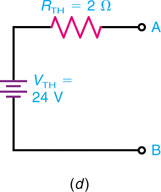 R_TH = 2 Ω
A
V_TH =
24 V
B
(d)